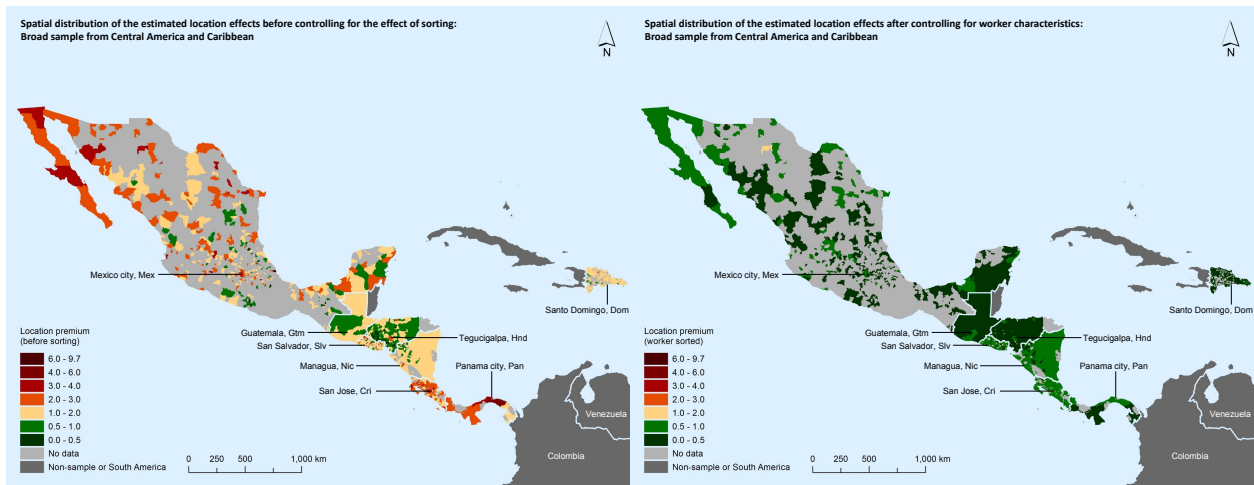 Spatial distribution of the estimated location effects before controlling for the effect of sorting:
Broad sample from Central America and Caribbean
N
Mexico city, Mex
Santo Domingo, Dom
Guatemala, Gtm
Tegucigalpa, Hnd
San Salvador, Slv
Managua, Nic
Panama city, Pan
San Jose, Cri
Venezuela
Colombia
Location premium
(before sorting)
6.0 - 9.7
4.0 - 6.0
3.0 - 4.0
2.0 - 3.0
1.0 - 2.0
0.5 - 1.0
0.0 - 0.5
No data
Non-sample or South America
0 250 500 1,000 km
Spatial distribution of the estimated location effects after controlling for worker characteristics:
Broad sample from Central America and Caribbean
N
Mexico city, Mex
Santo Domingo, Dom
Guatemala, Gtm
Tegucigalpa, Hnd
San Salvador, Slv
Managua, Nic
Panama city, Pan
San Jose, Cri
Venezuela
Colombia
Location premium
(worker sorted)
6.0 - 9.7
4.0 - 6.0
3.0 - 4.0
2.0 - 3.0
1.0 - 2.0
0.5 - 1.0
0.0 - 0.5
No data
Non-sample or South America
0 250 500 1,000 km